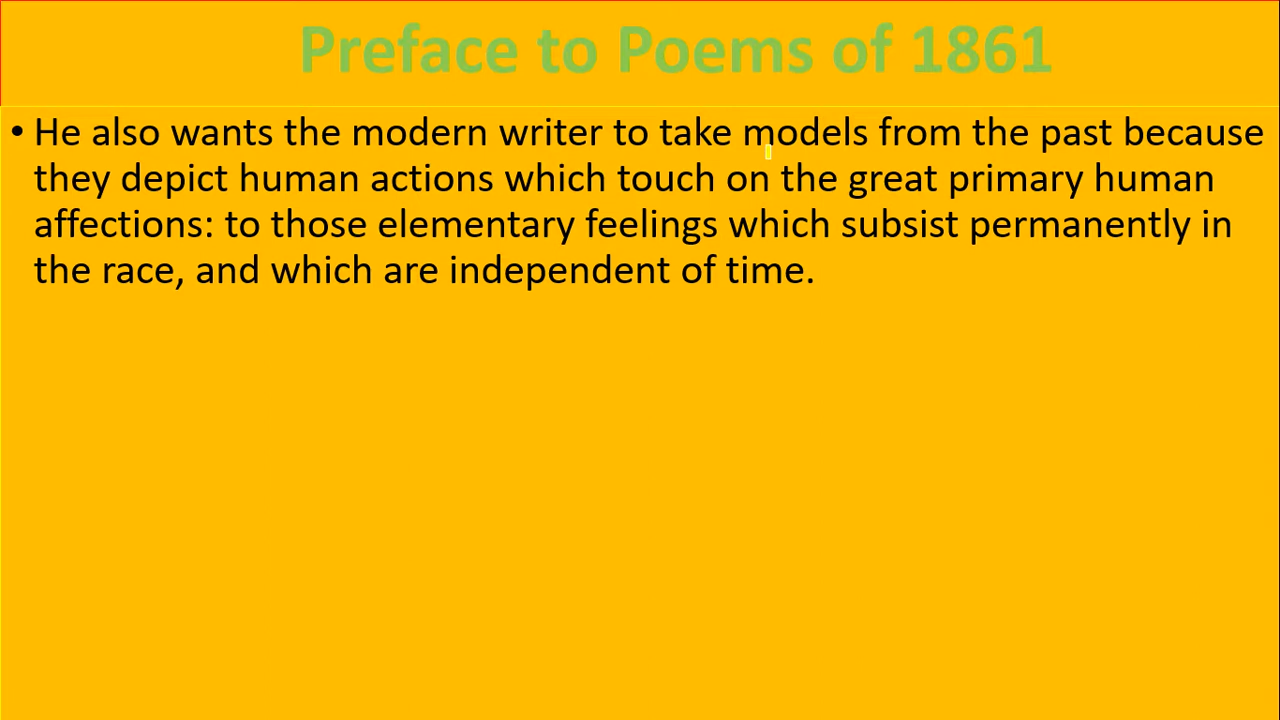 Preface to Poems of 1861
• He also wants the modern writer to take models from the past because
they depict human actions which touch on the great primary human
affections: to those elementary feelings which subsist permanently in
the race, and which are independent of time.